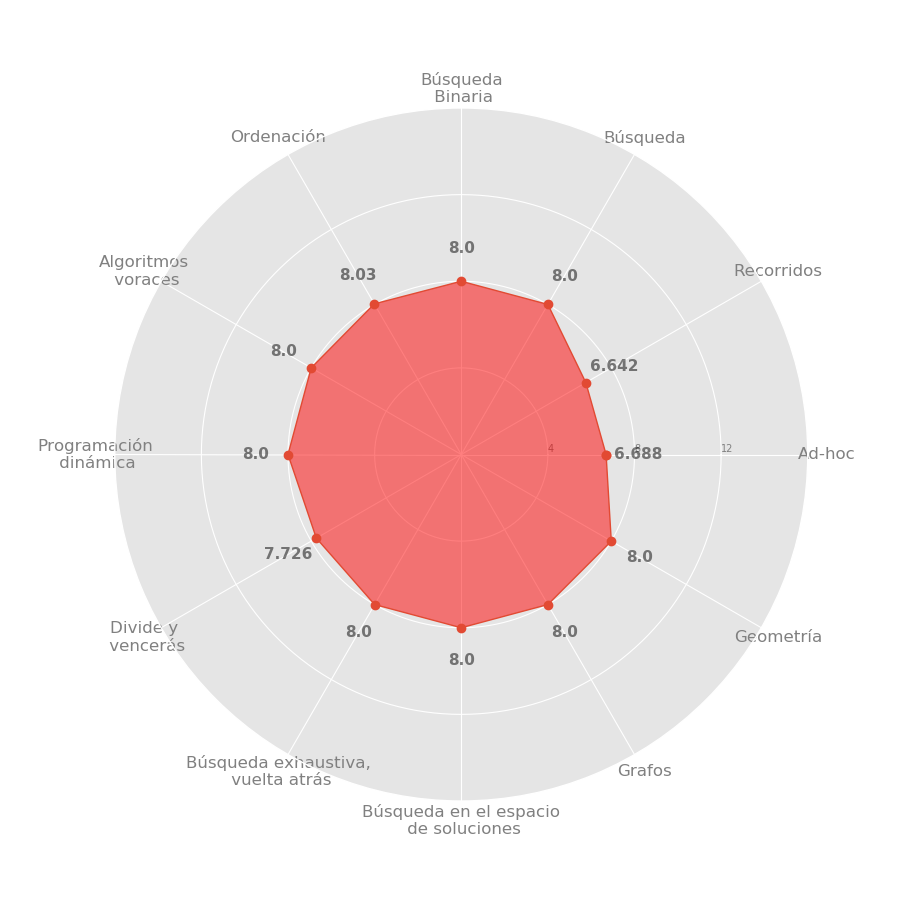 Búsqueda
Binaria
Ordenación
Búsqueda
8.0
Algoritmos
voraces
8.03
8.0
Recorridos
8.0
6.642
Programación
dinámica
8.0
4
8
6.688
12
Ad-hoc
7.726
8.0
Divide y
vencerás
8.0
8.0
Geometría
8.0
Búsqueda exhaustiva,
vuelta atrás
Grafos
Búsqueda en el espacio
de soluciones